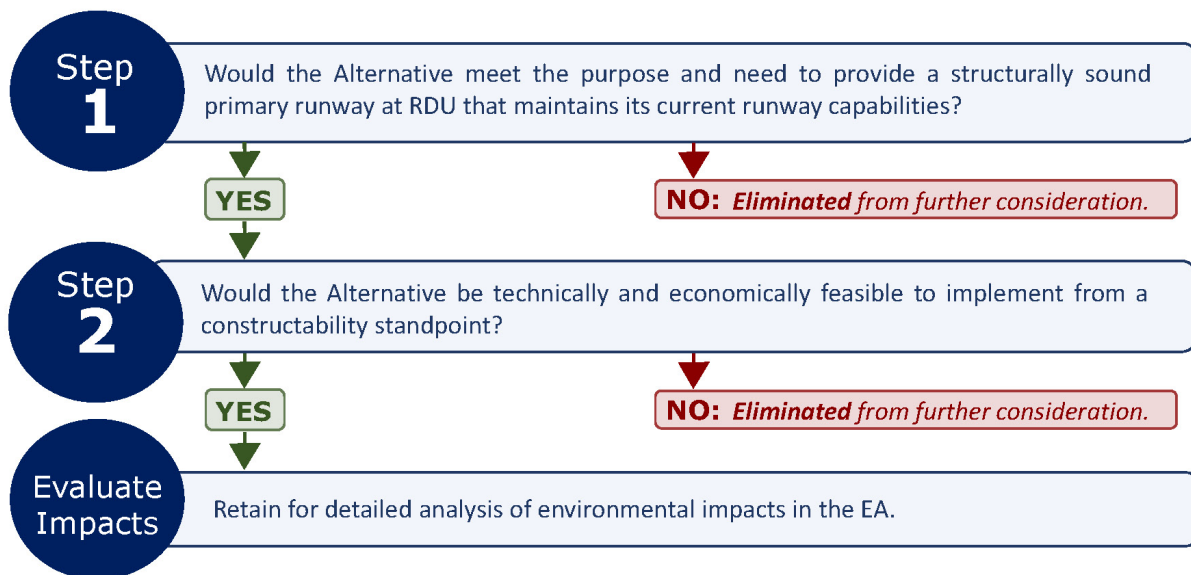 Step
1
Would the Alternative meet the purpose and need to provide a structurally sound
primary runway at RDU that maintains its current runway capabilities?
YES
NO: Eliminated from further consideration.
Step
2
Would the Alternative be technically and economically feasible to implement from a
constructability standpoint?
YES
NO: Eliminated from further consideration.
Evaluate
Impacts
Retain for detailed analysis of environmental impacts in the EA.